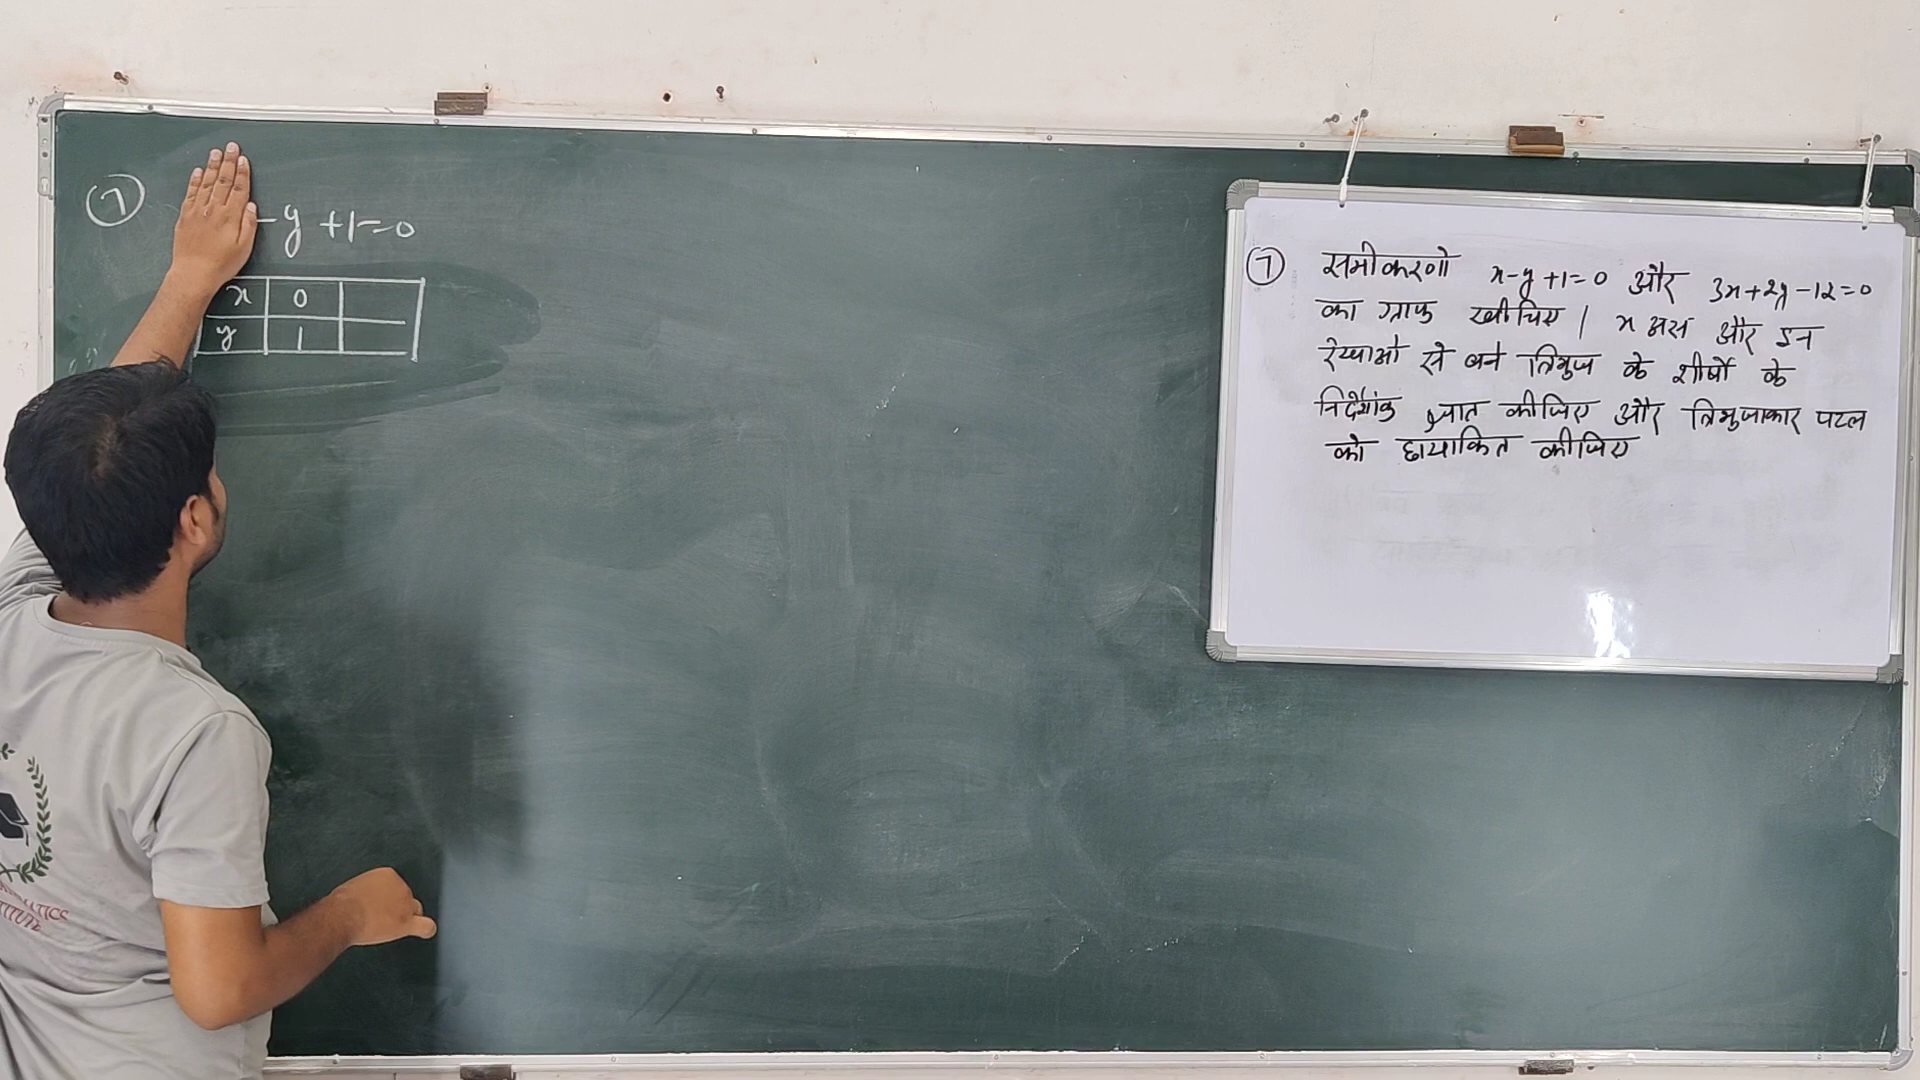 ⑦
-y+1=0
x 0
y 1
⑦ समीकरणो x-y+1=0 और 3x+2y-12=0
का ग्राफ खीचिए | x अक्ष और इन
रेखाओ से बने त्रिभुज के शीर्षो के
निर्देशांक ज्ञात कीजिए और त्रिभुजाकार पटल
को छायाकित कीजिए
TITUTE